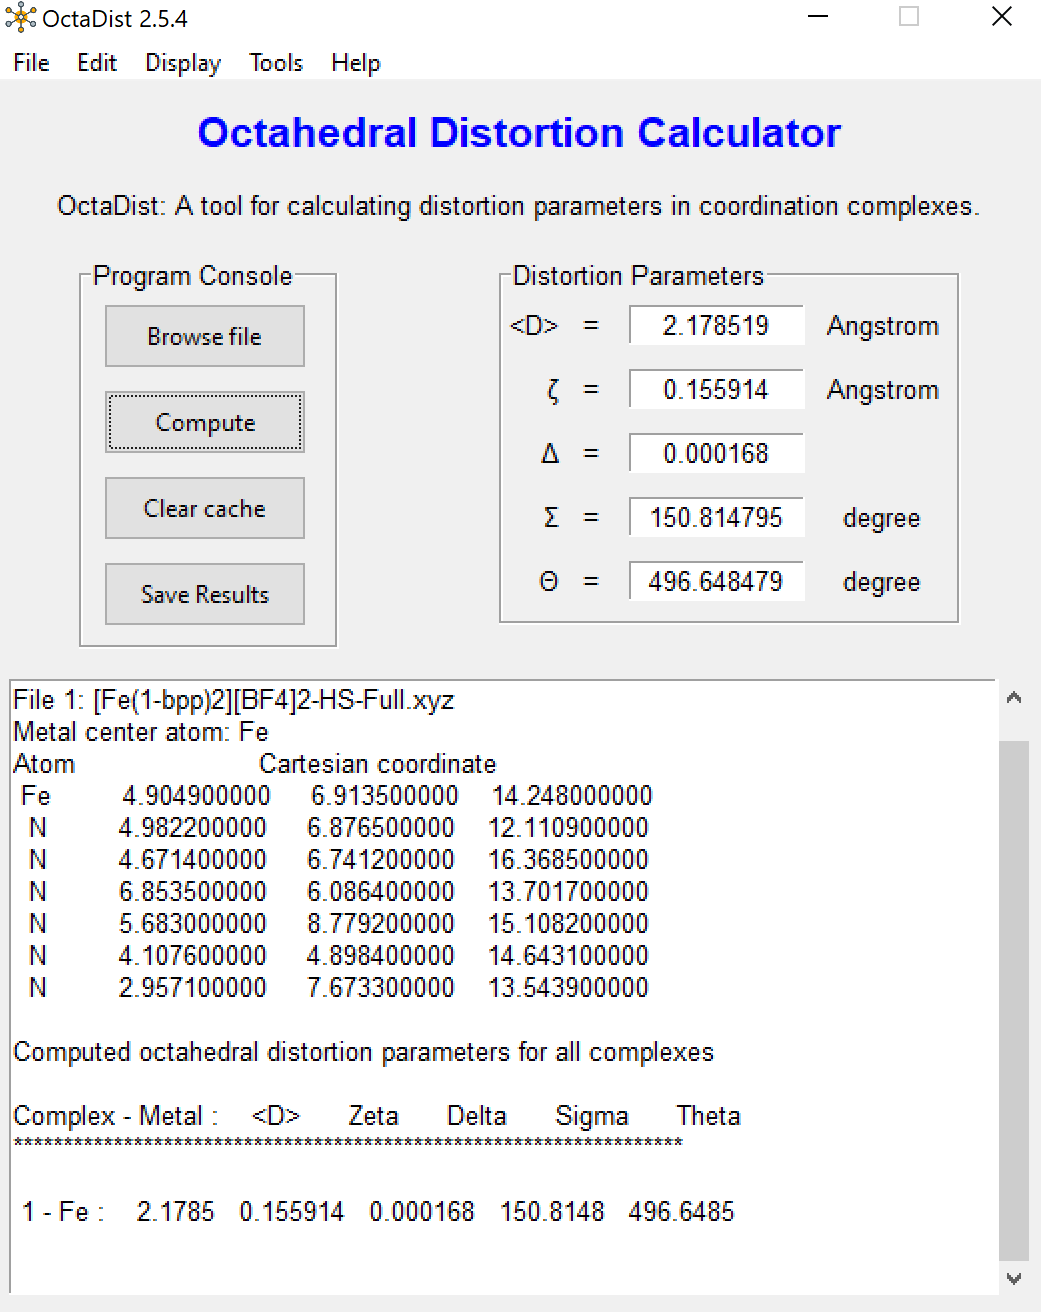 OctaDist 2.5.4
File Edit Display Tools Help
Octahedral Distortion Calculator
OctaDist: A tool for calculating distortion parameters in coordination complexes.
Program Console
Browse file
Compute
Clear cache
Save Results
Distortion Parameters
<D> = 2.178519 Angstrom
ζ = 0.155914 Angstrom
Δ = 0.000168
Σ = 150.814795 degree
Θ = 496.648479 degree
File 1: [Fe(1-bpp)2][BF4]2-HS-Full.xyz
Metal center atom: Fe
Atom Cartesian coordinate
Fe 4.904900000 6.913500000 14.248000000
N 4.982200000 6.876500000 12.110900000
N 4.671400000 6.741200000 16.368500000
N 6.853500000 6.086400000 13.701700000
N 5.683000000 8.779200000 15.108200000
N 4.107600000 4.898400000 14.643100000
N 2.957100000 7.673300000 13.543900000
Computed octahedral distortion parameters for all complexes
Complex - Metal : <D> Zeta Delta Sigma Theta
*******************************************************************
1 - Fe : 2.1785 0.155914 0.000168 150.8148 496.6485